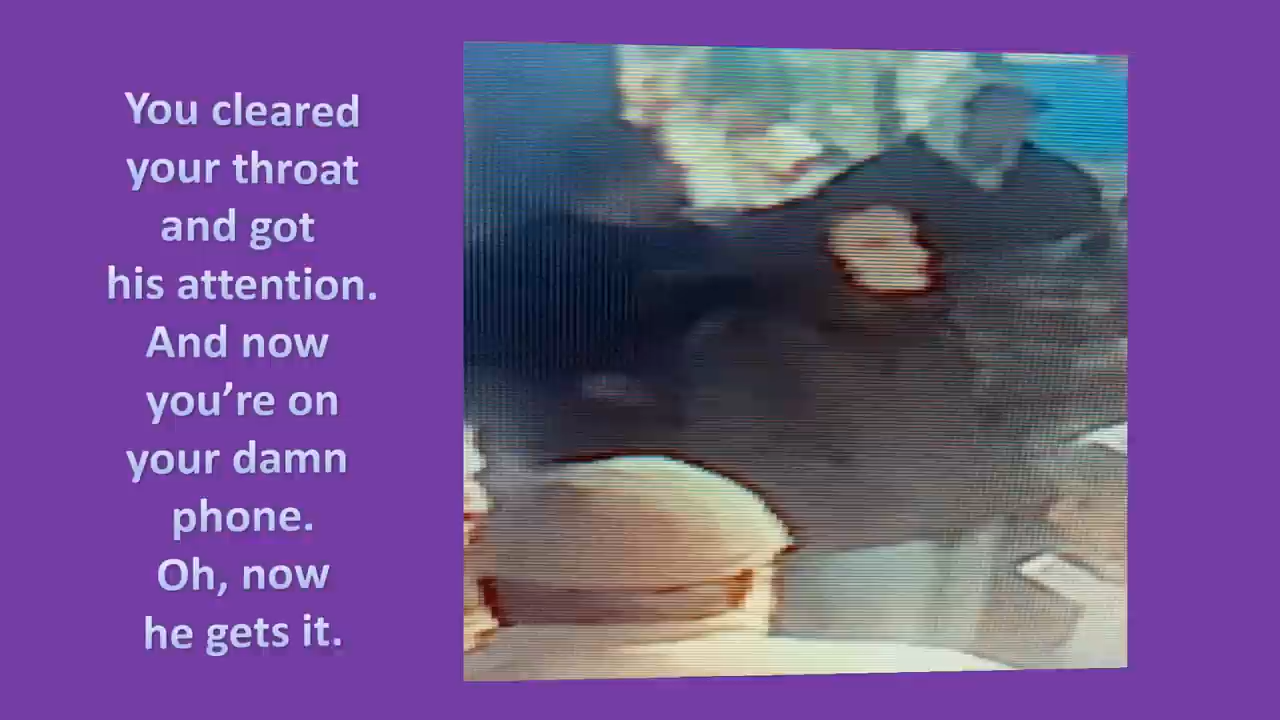 You cleared
your throat
and got
his attention.
And now
you’re on
your damn
phone.
Oh, now
he gets it.